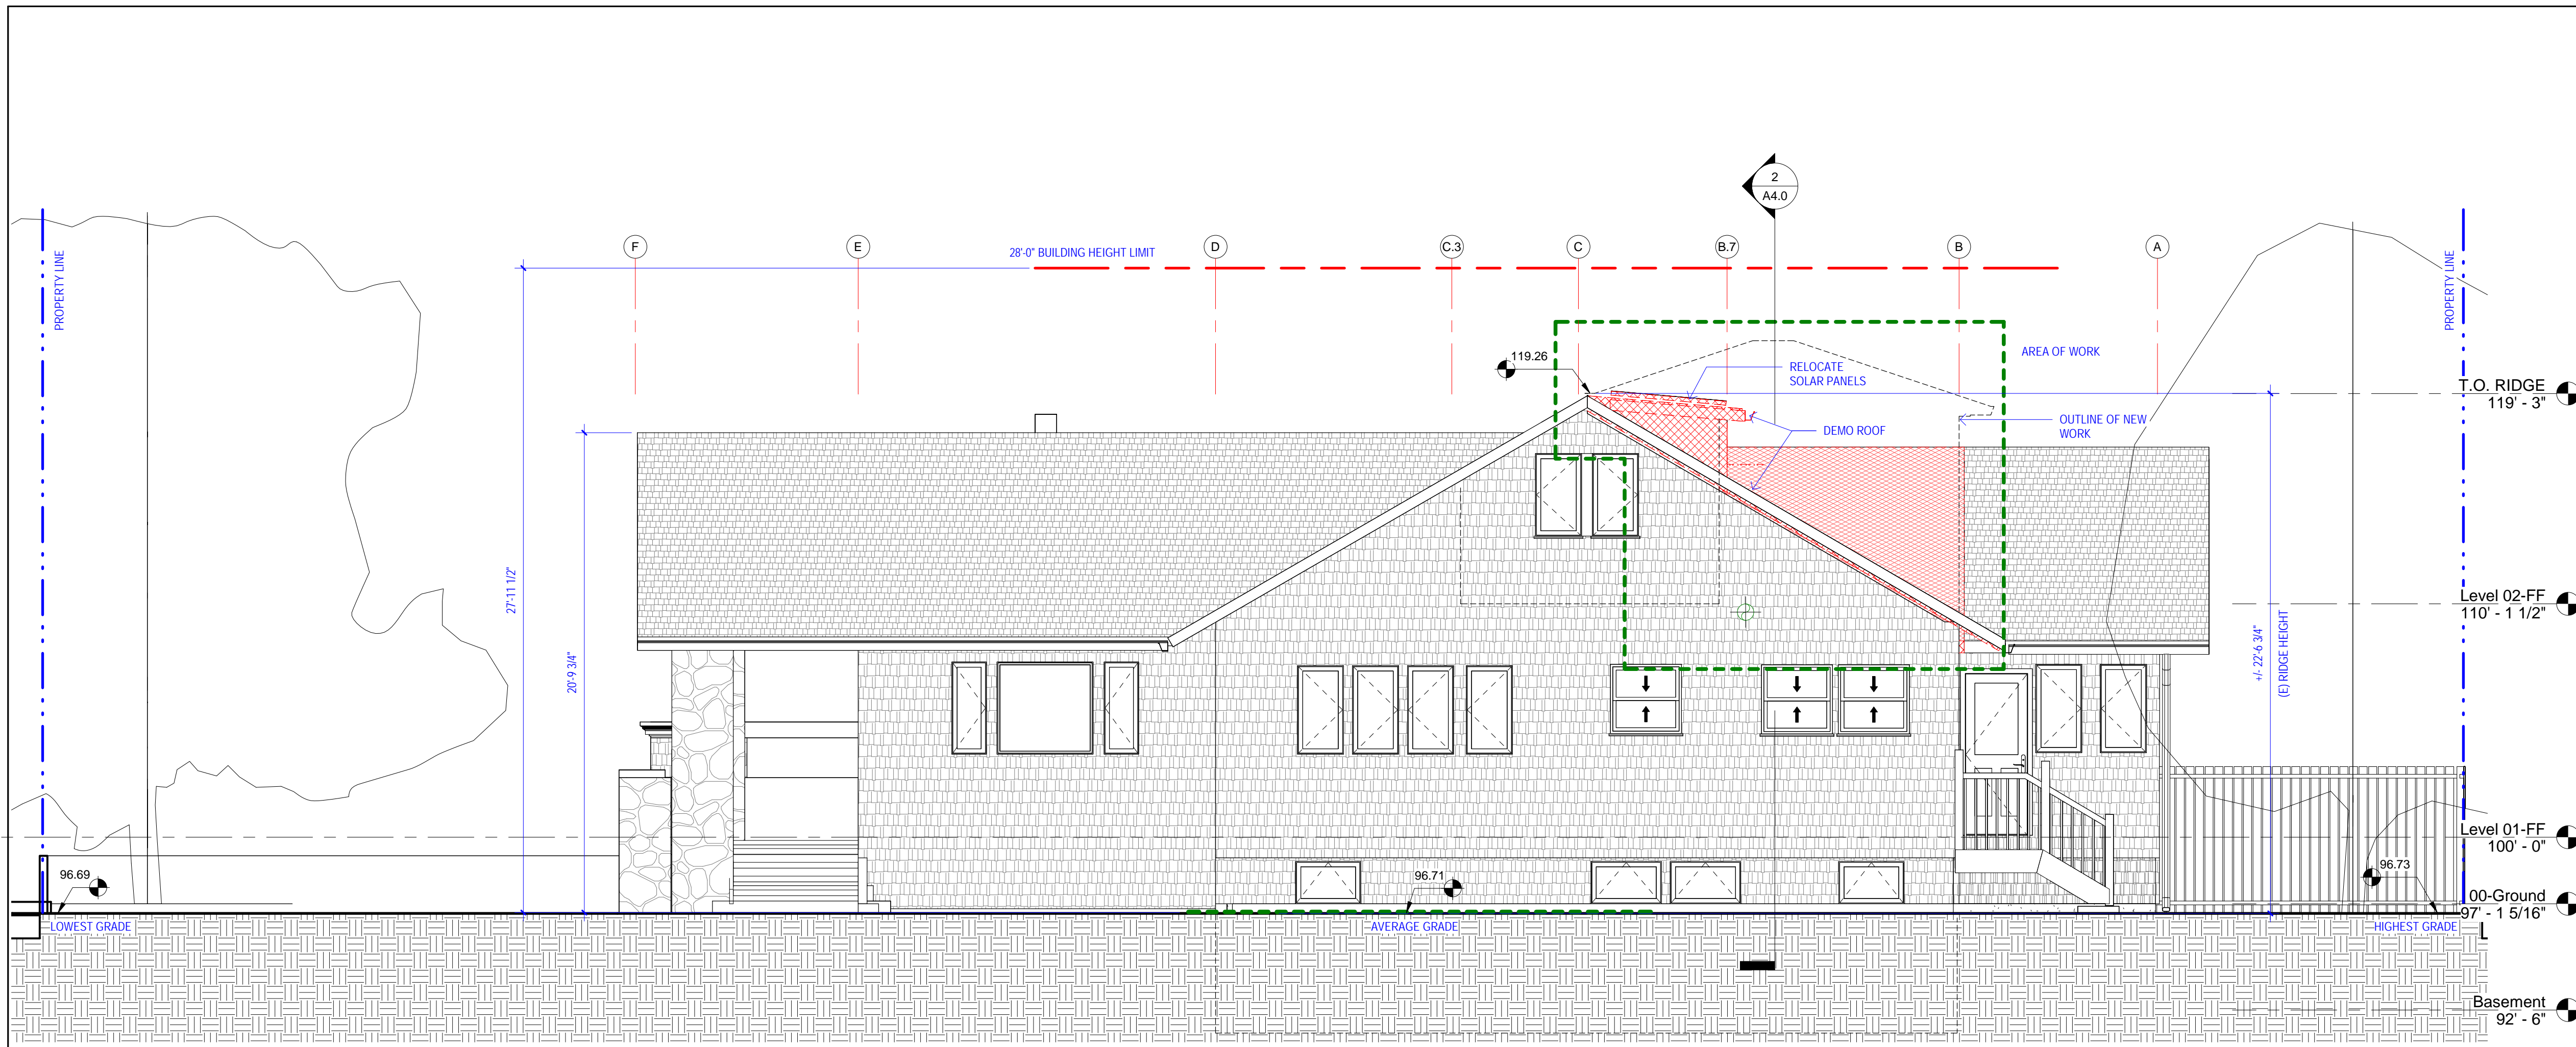 2
A4.0
F
E
D
C.3
C
B.7
B
A
28'-0" BUILDING HEIGHT LIMIT
PROPERTY LINE
PROPERTY LINE
AREA OF WORK
119.26
RELOCATE
SOLAR PANELS
T.O. RIDGE
119' - 3"
OUTLINE OF NEW
WORK
DEMO ROOF
27'-11 1/2"
20'-9 3/4"
Level 02-FF
110' - 1 1/2"
+/- 22'-6 3/4"
(E) RIDGE HEIGHT
Level 01-FF
100' - 0"
96.69
96.71
96.73
00-Ground
97' - 1 5/16"
LOWEST GRADE
AVERAGE GRADE
HIGHEST GRADE
L
Basement
92' - 6"